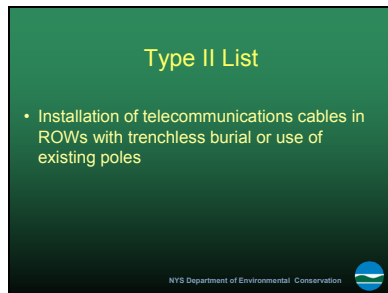 Type II List
• Installation of telecommunications cables in
ROWs with trenchless burial or use of
existing poles
NYS Department of Environmental Conservation